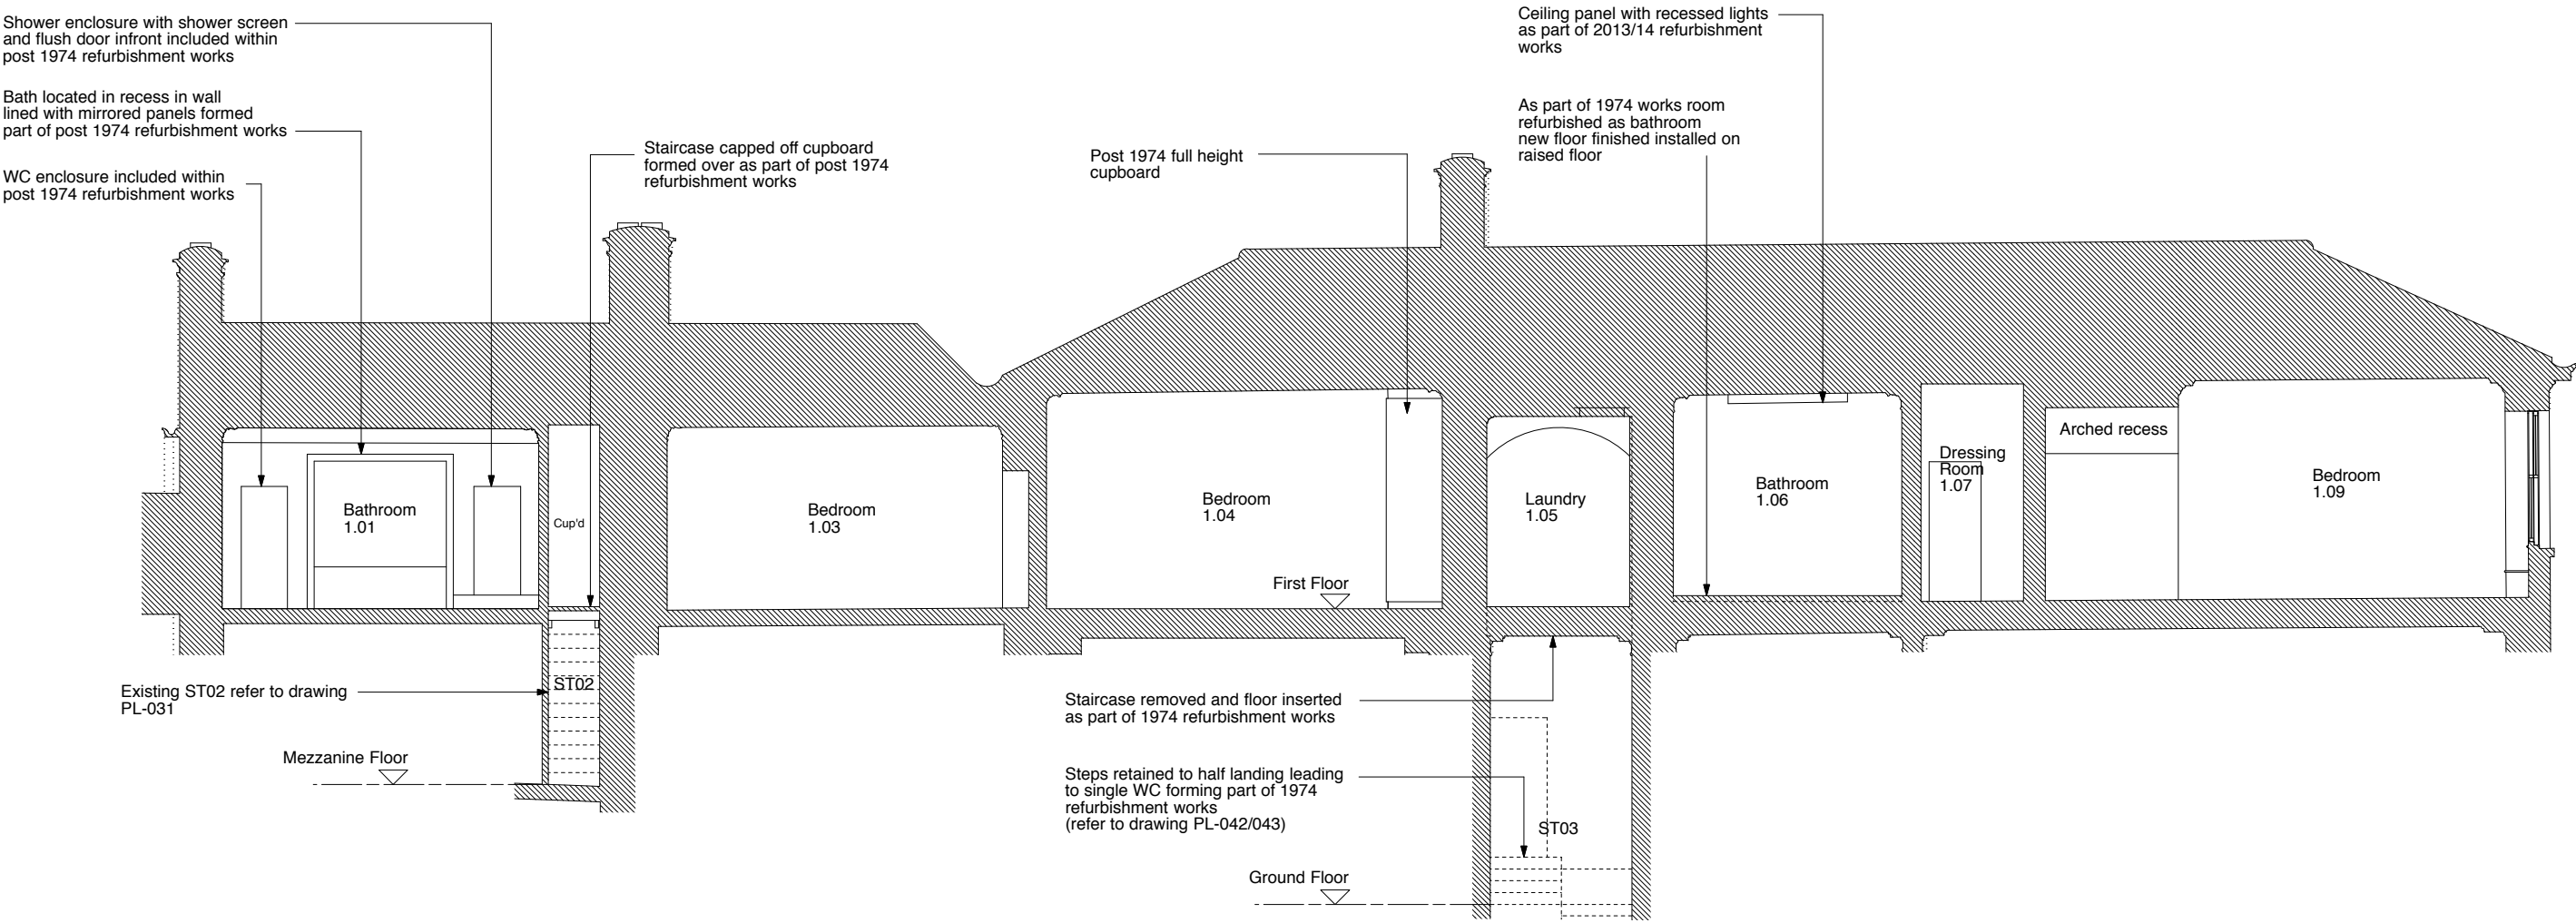 Shower enclosure with shower screen
and flush door infront included within
post 1974 refurbishment works
Bath located in recess in wall
lined with mirrored panels formed
part of post 1974 refurbishment works
WC enclosure included within
post 1974 refurbishment works
Staircase capped off cupboard
formed over as part of post 1974
refurbishment works
Post 1974 full height
cupboard
Ceiling panel with recessed lights
as part of 2013/14 refurbishment
works
As part of 1974 works room
refurbished as bathroom
new floor finished installed on
raised floor
Bathroom
1.01
Cup'd
Bedroom
1.03
Bedroom
1.04
First Floor
Laundry
1.05
Bathroom
1.06
Dressing
Room
1.07
Arched recess
Bedroom
1.09
Existing ST02 refer to drawing
PL-031
ST02
Mezzanine Floor
Staircase removed and floor inserted
as part of 1974 refurbishment works
Steps retained to half landing leading
to single WC forming part of 1974
refurbishment works
(refer to drawing PL-042/043)
ST03
Ground Floor